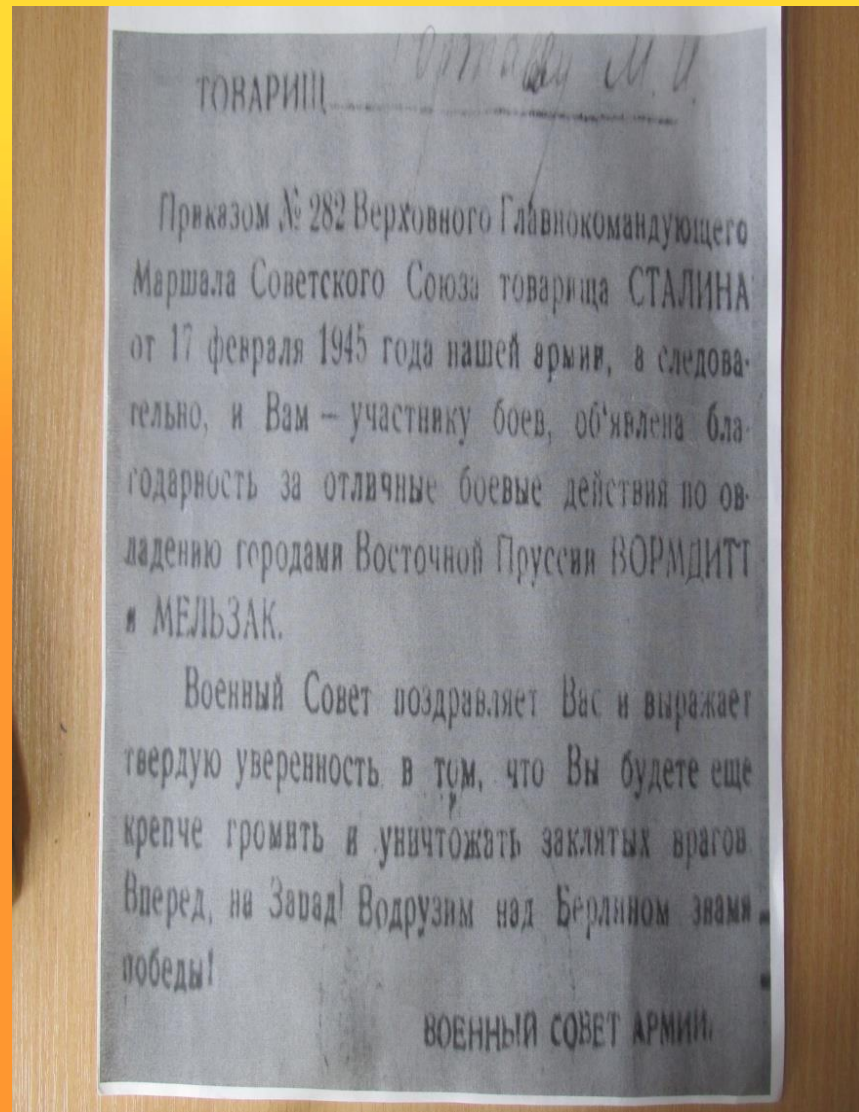 ТОВАРИЩ М. И.
Приказом № 282 Верховного Главнокомандующего
Маршала Советского Союза товарища СТАЛИНА
от 17 февраля 1945 года нашей армии, а следова-
тельно, и Вам – участнику боев, об‘явлена бла-
годарность за отличные боевые действия по ов-
ладению городами Восточной Пруссии ВОРМДИТТ
и МЕЛЬЗАК.
Военный Совет поздравляет Вас и выражает
твердую уверенность в том, что Вы будете еще
крепче громить и уничтожать заклятых врагов.
Вперед, на Запад! Водрузим над Берлином знамя
победы!
ВОЕННЫЙ СОВЕТ АРМИИ.